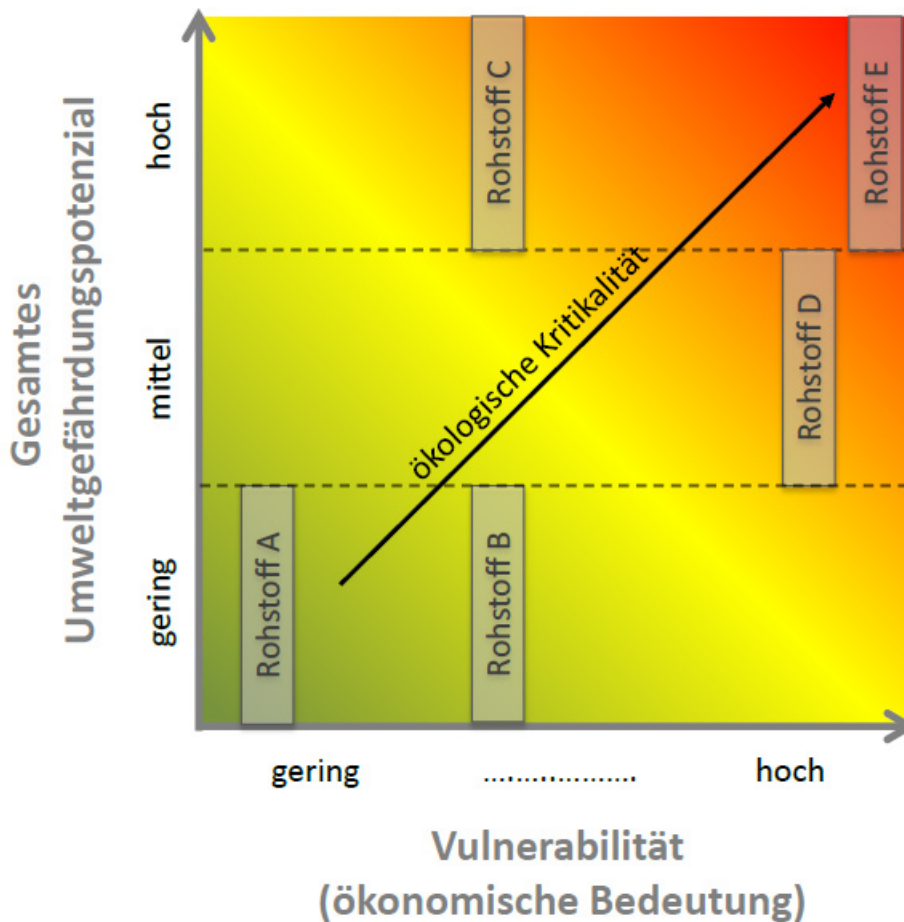 Gesamtes
Umweltgefährdungspotenzial
hoch
mittel
gering
Rohstoff A
Rohstoff B
Rohstoff C
Rohstoff D
Rohstoff E
ökologische Kritikalität
gering
....................
hoch
Vulnerabilität
(ökonomische Bedeutung)